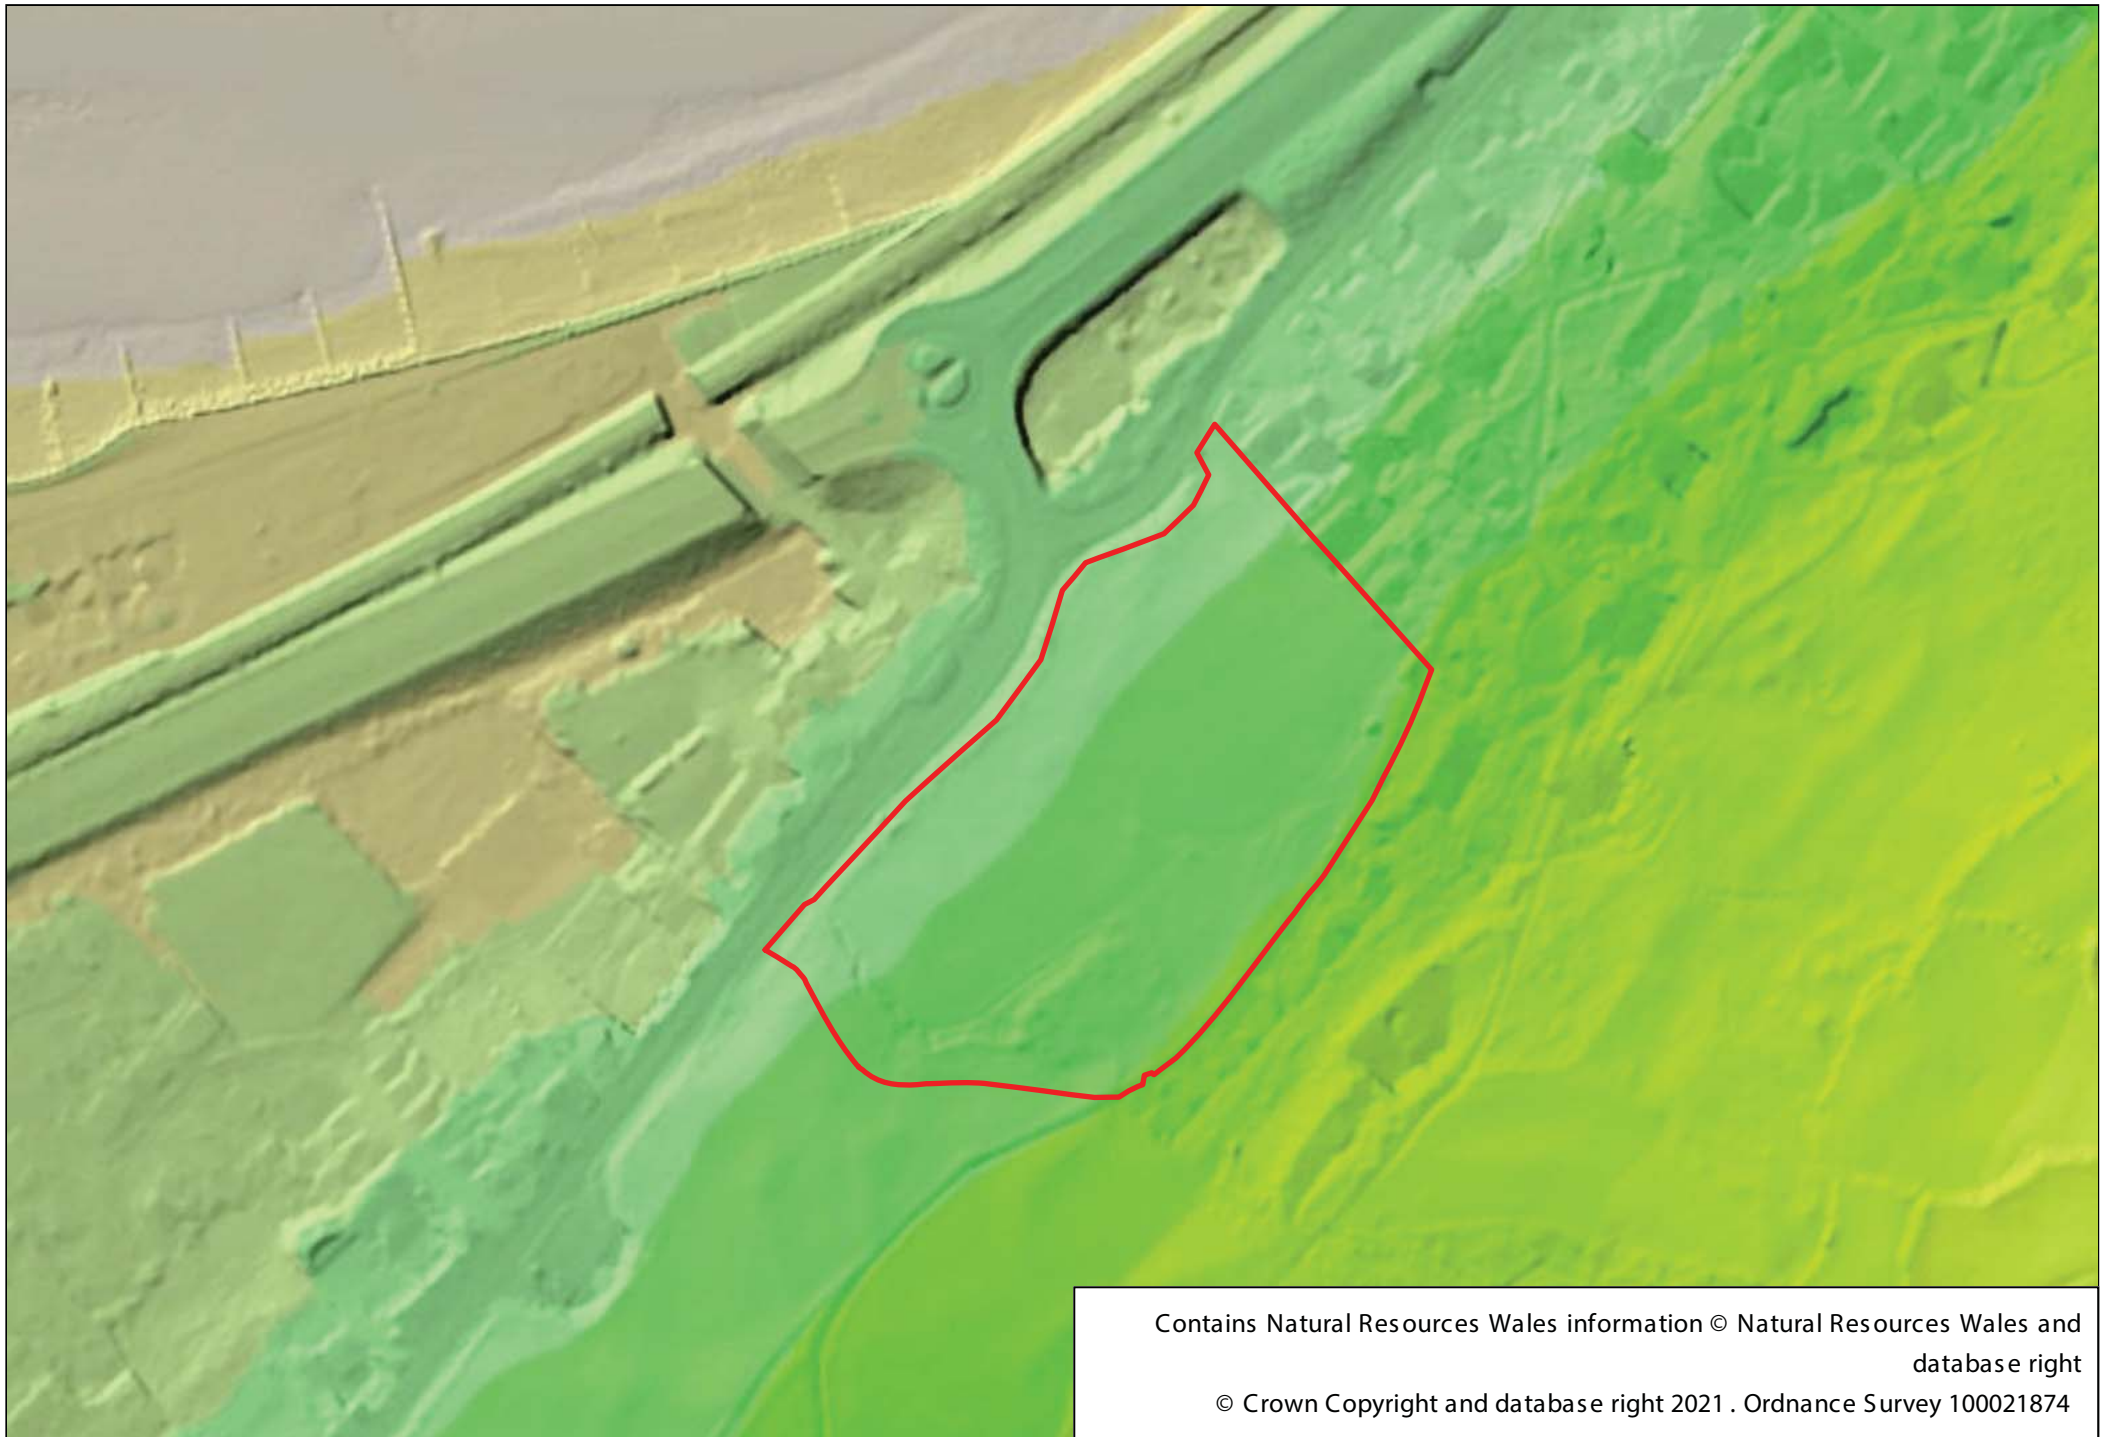 Contains Natural Resources Wales information © Natural Resources Wales and
database right
© Crown Copyright and database right 2021. Ordnance Survey 100021874